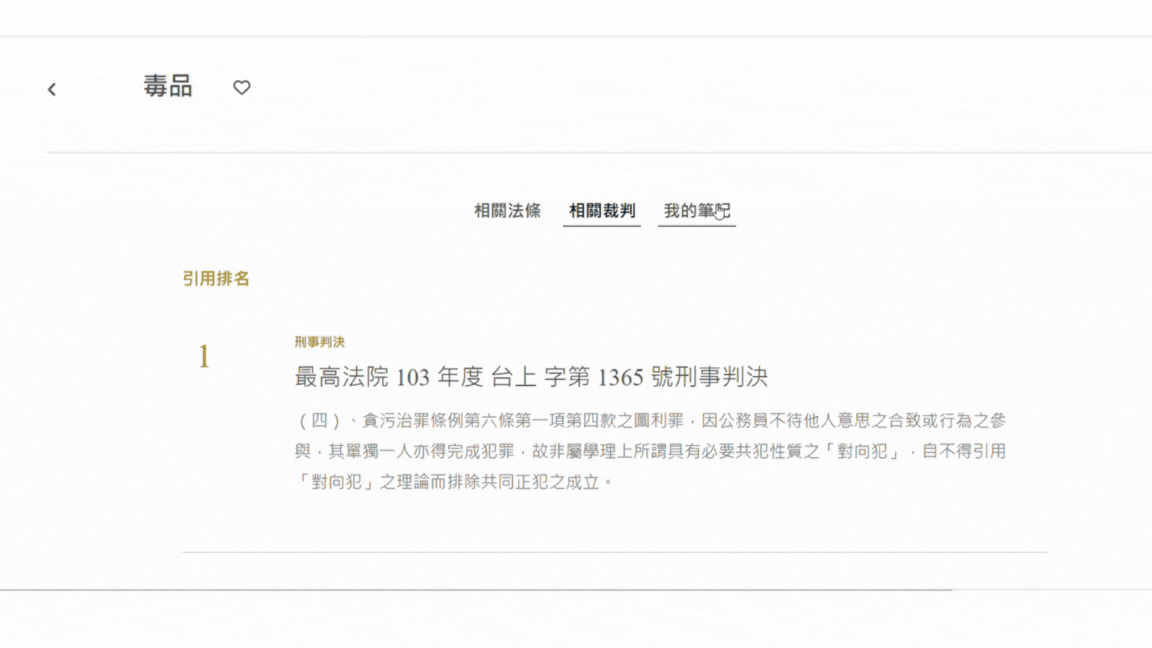 毒品
相關法條 相關裁判 我的筆記
引用排名
1
刑事判決
最高法院 103 年度 台上 字第 1365 號刑事判決
（四）、貪污治罪條例第六條第一項第四款之圖利罪，因公務員不待他人意思之合致或行為之參
與，其單獨一人亦得完成犯罪，故非屬學理上所謂具有必要共犯性質之「對向犯」，自不得引用
「對向犯」之理論而排除共同正犯之成立。